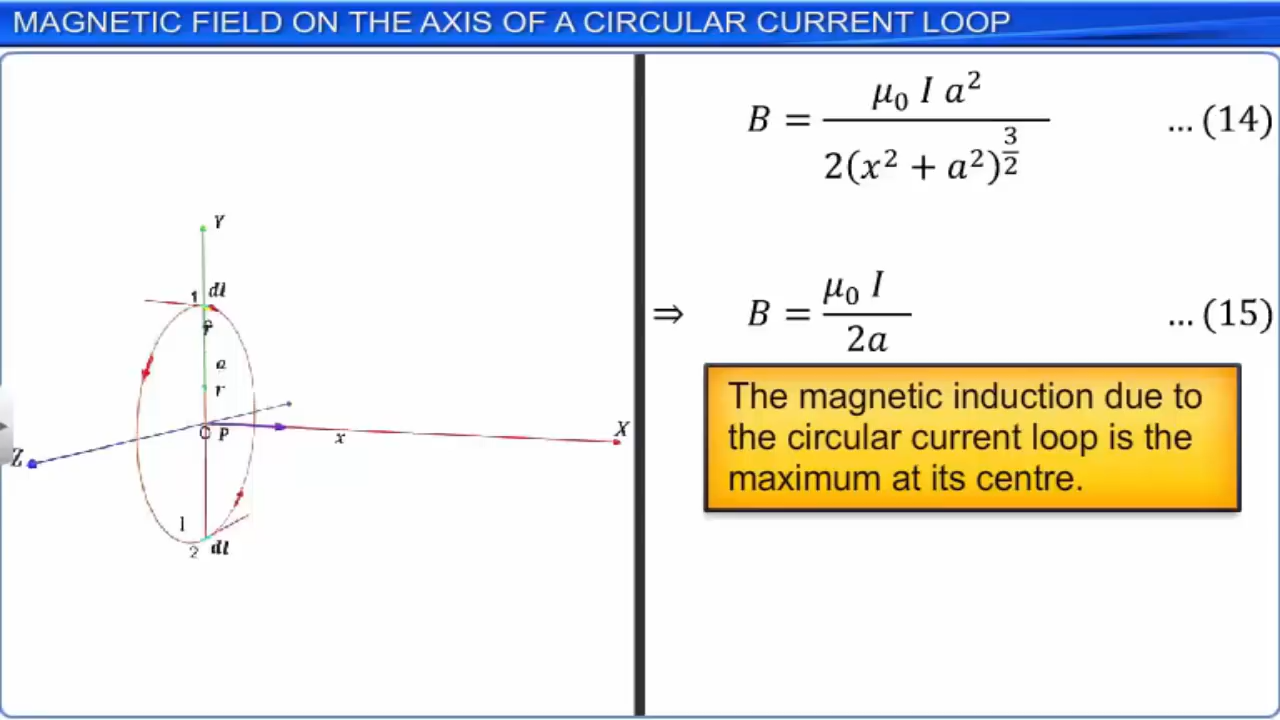 MAGNETIC FIELD ON THE AXIS OF A CIRCULAR CURRENT LOOP
B = μ₀ I a² / 2(x² + a²)^(3/2) ... (14)
⇒ B = μ₀ I / 2a ... (15)
The magnetic induction due to
the circular current loop is the
maximum at its centre.
Y
1 dl
r̂
a
r
O P
x
X
Z
I
2 dl